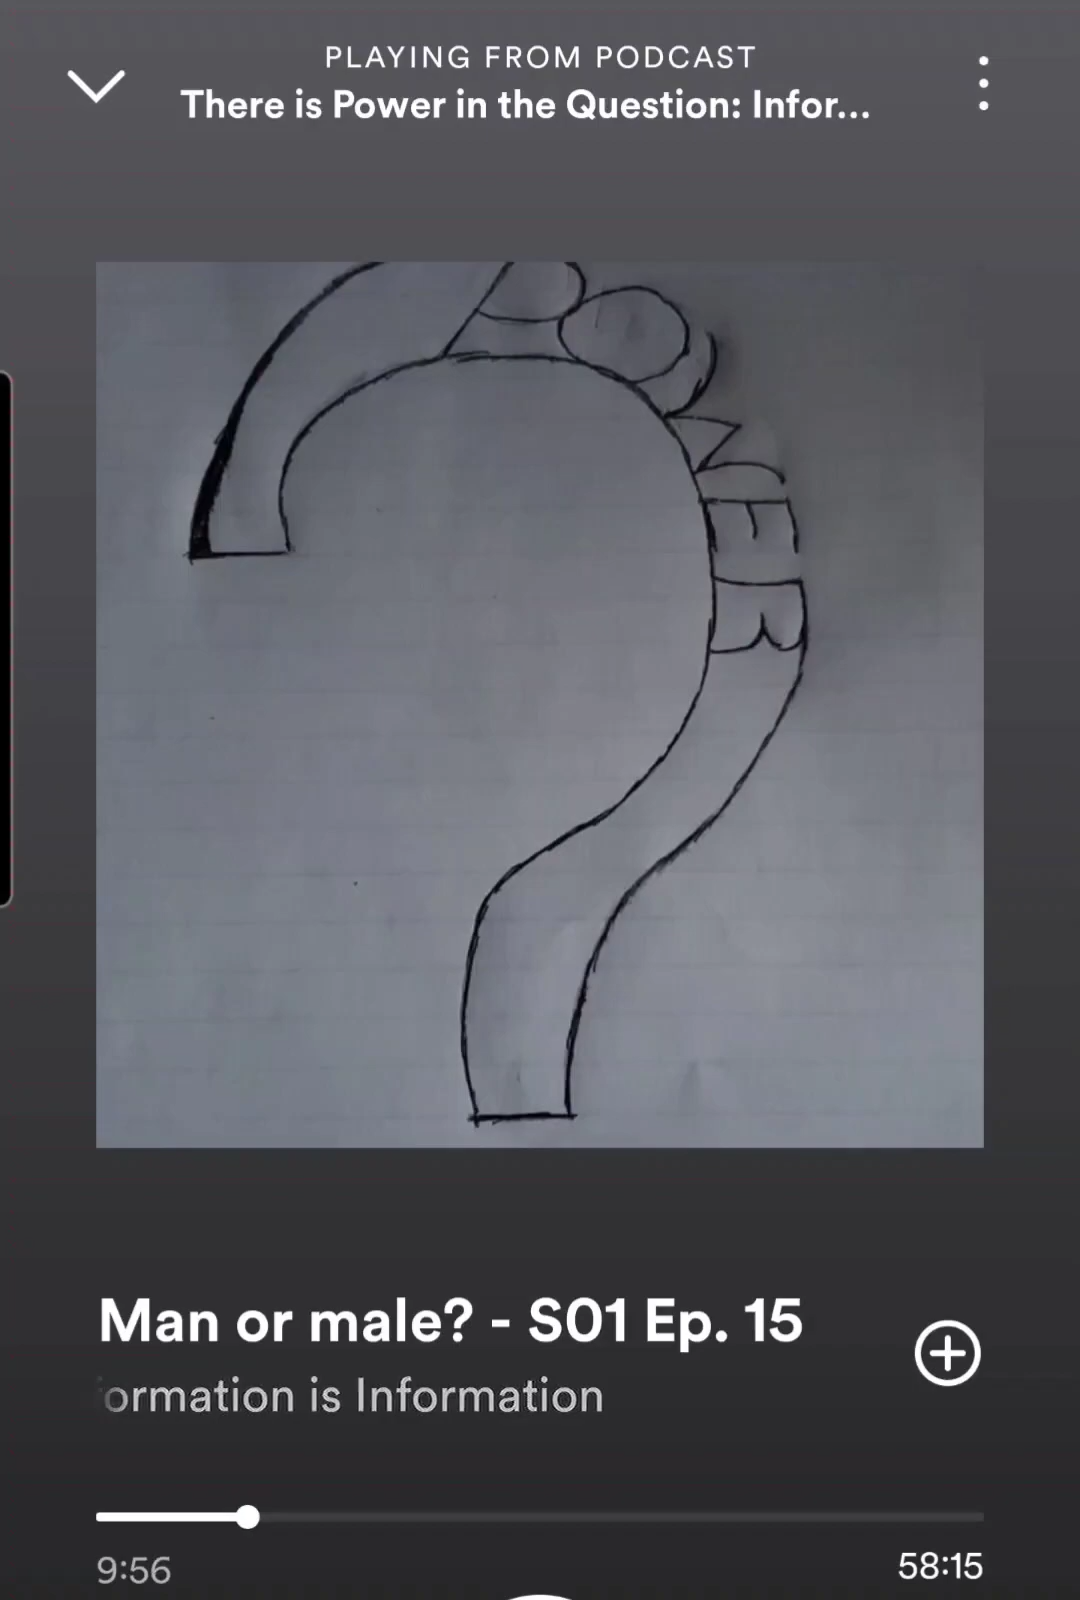 PLAYING FROM PODCAST
There is Power in the Question: Infor...
POWER
Man or male? - S01 Ep. 15
ormation is Information
9:56
58:15